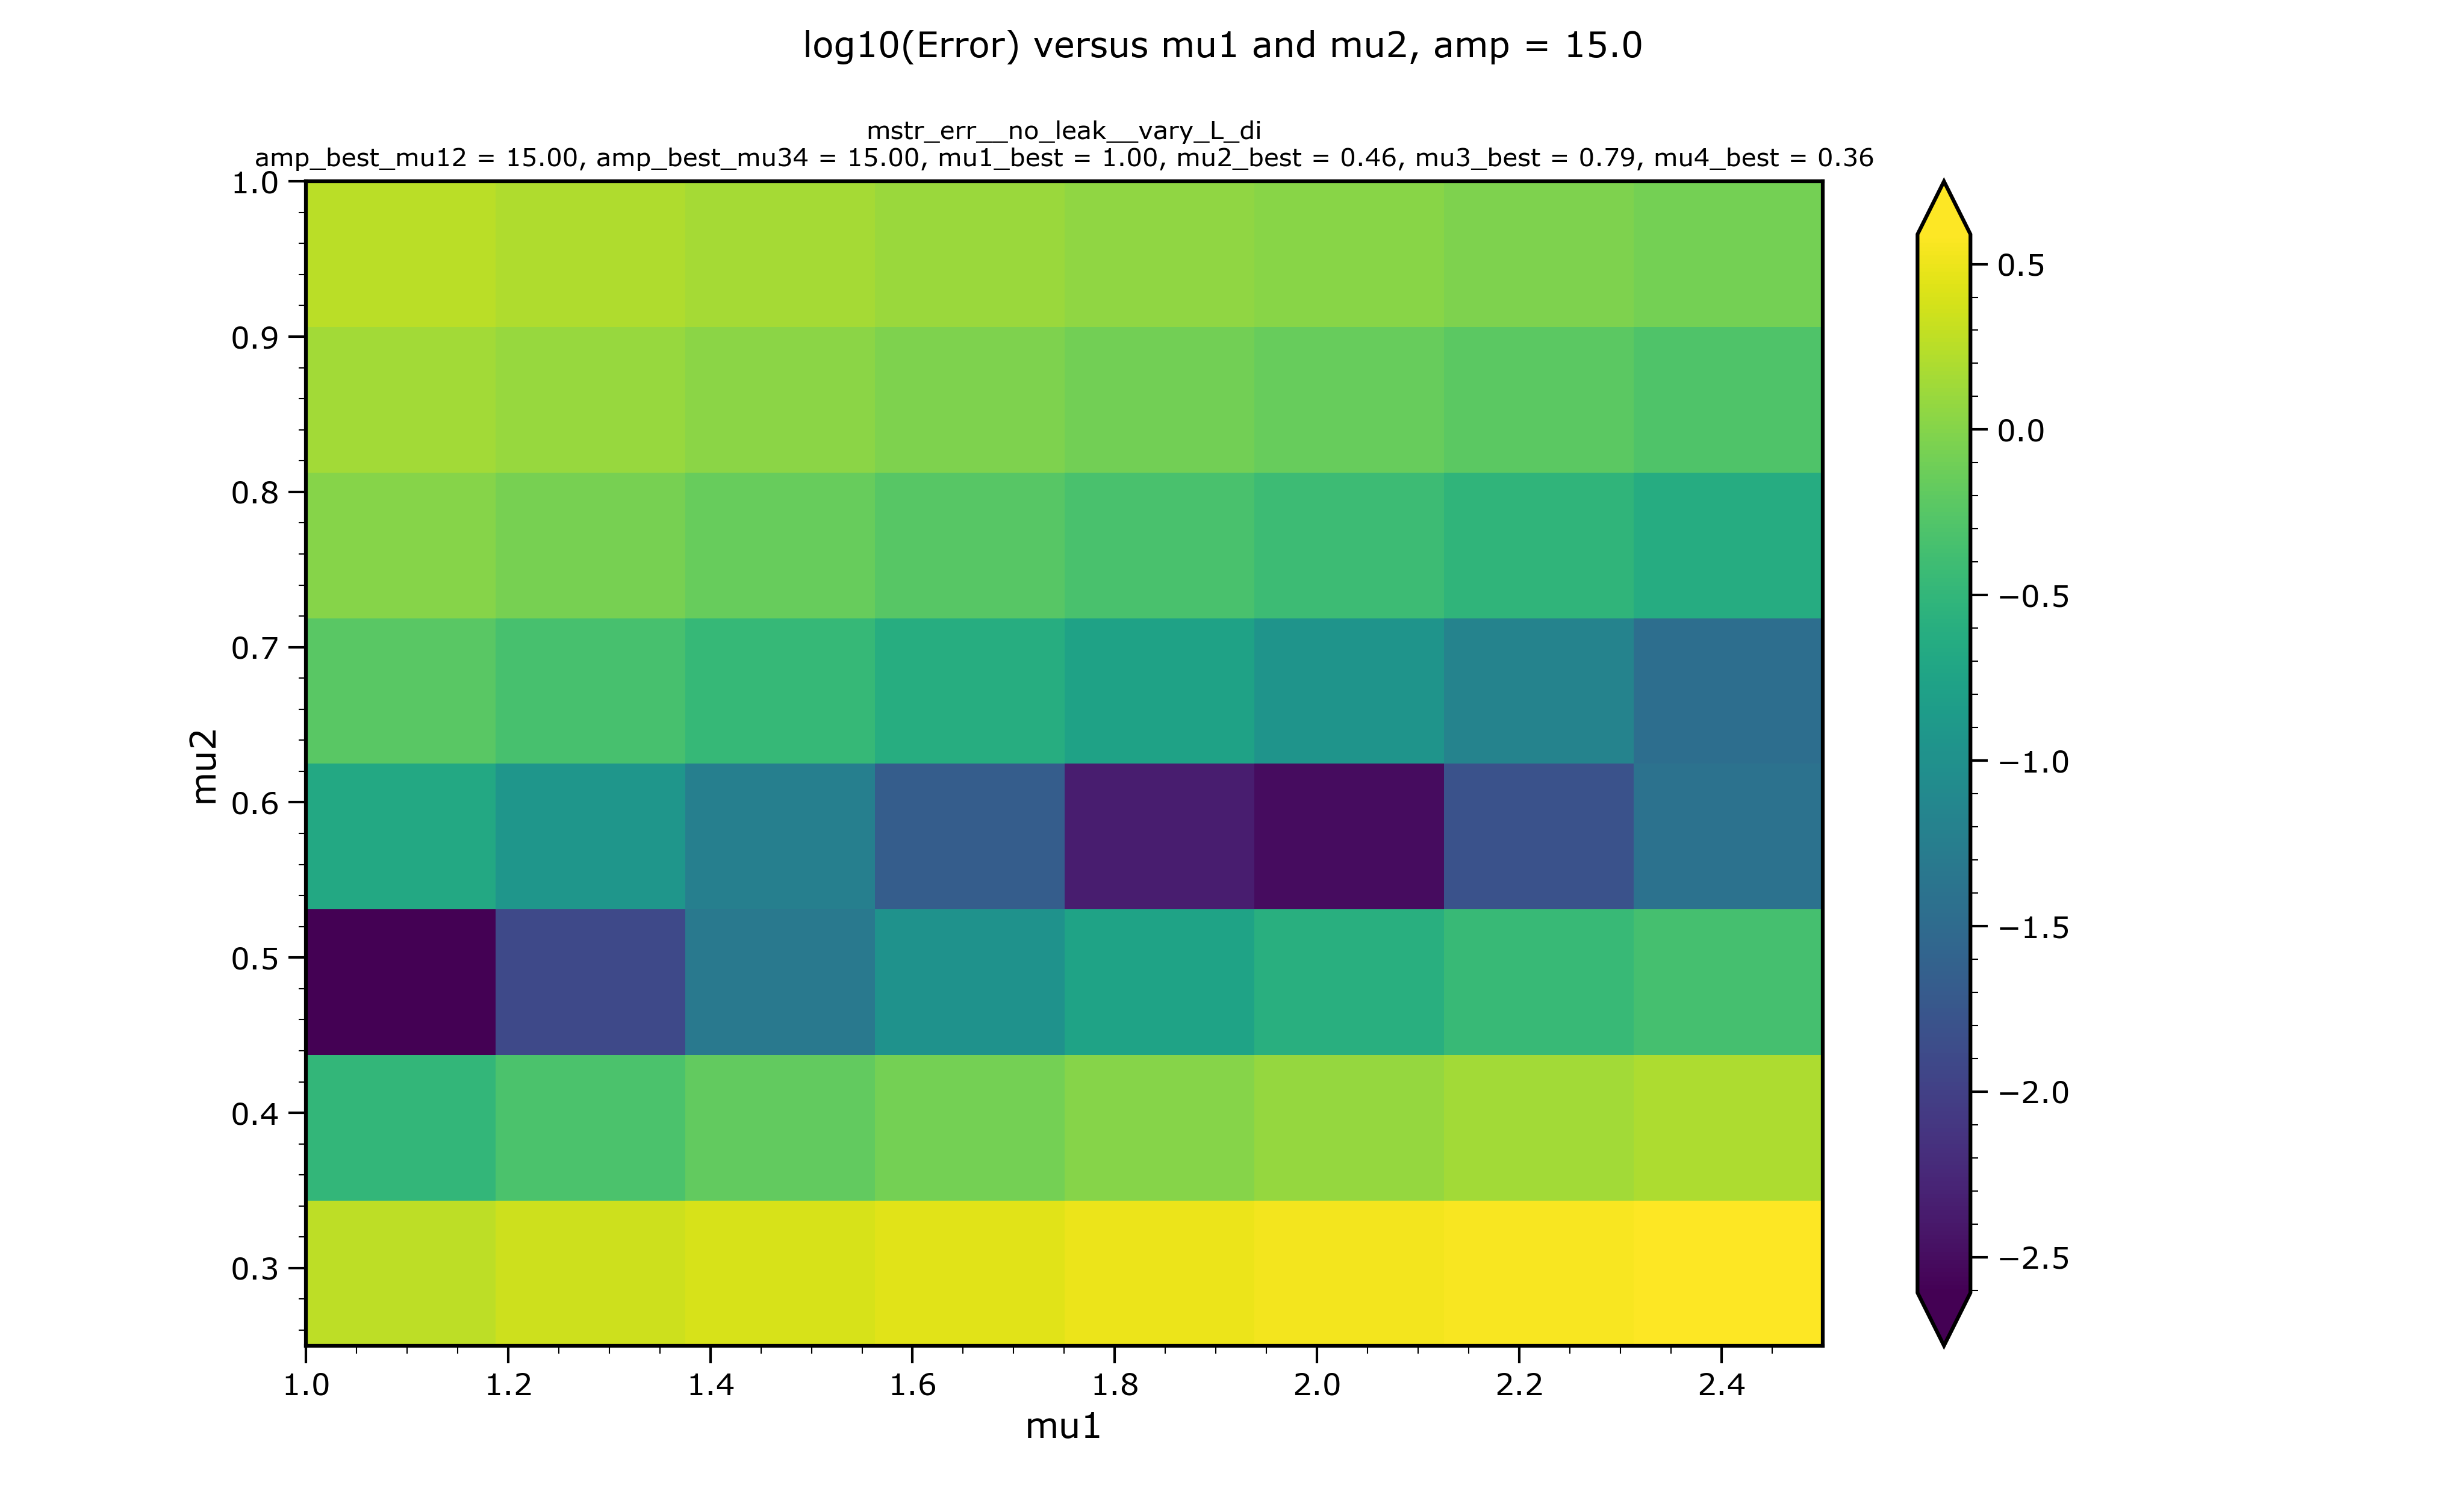 log10(Error) versus mu1 and mu2, amp = 15.0
mstr_err__no_leak__vary_L_di
amp_best_mu12 = 15.00, amp_best_mu34 = 15.00, mu1_best = 1.00, mu2_best = 0.46, mu3_best = 0.79, mu4_best = 0.36
1.0
0.9
0.8
0.7
0.6
0.5
0.4
0.3
mu2
1.0 1.2 1.4 1.6 1.8 2.0 2.2 2.4
mu1
0.5
0.0
−0.5
−1.0
−1.5
−2.0
−2.5